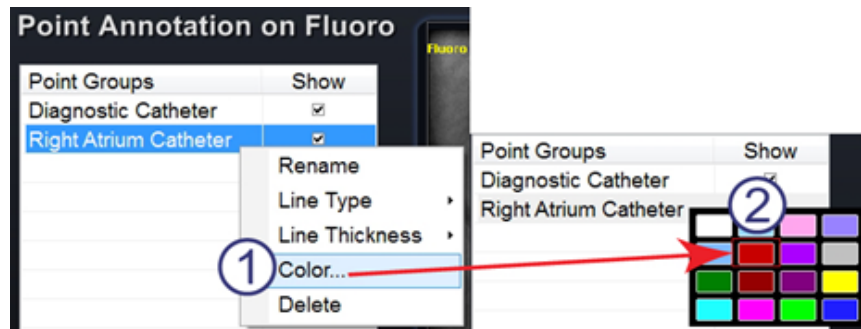 Point Annotation on Fluoro
Fluoro
Point Groups Show
Diagnostic Catheter
Right Atrium Catheter
Rename
Line Type
Line Thickness
1
Color...
Delete
Point Groups Show
Diagnostic Catheter
Right Atrium Catheter
2